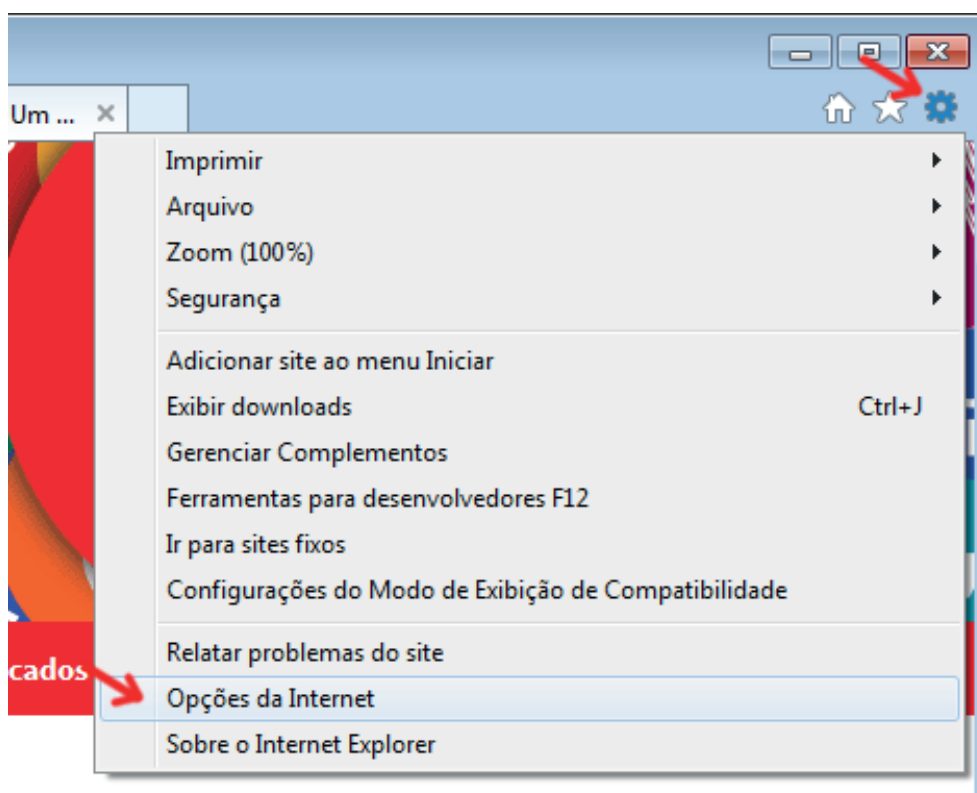 Um ...
Imprimir
Arquivo
Zoom (100%)
Segurança
Adicionar site ao menu Iniciar
Exibir downloads Ctrl+J
Gerenciar Complementos
Ferramentas para desenvolvedores F12
Ir para sites fixos
Configurações do Modo de Exibição de Compatibilidade
Relatar problemas do site
cados
Opções da Internet
Sobre o Internet Explorer